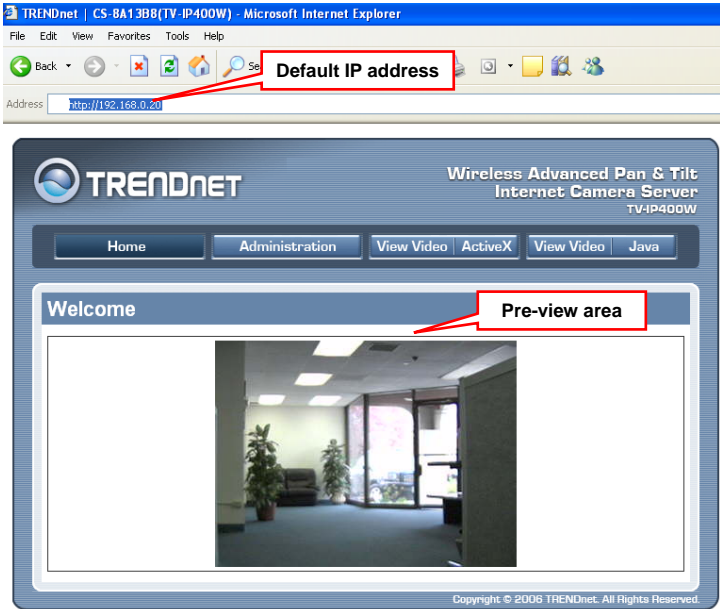 TRENDnet | CS-8A13B8(TV-IP400W) - Microsoft Internet Explorer
File Edit View Favorites Tools Help
Back Se
Default IP address
Address http://192.168.0.20
TRENDNET
Wireless Advanced Pan & Tilt
Internet Camera Server
TV-IP400W
Home Administration View Video ActiveX View Video Java
Welcome
Pre-view area
Copyright © 2006 TRENDnet. All Rights Reserved.